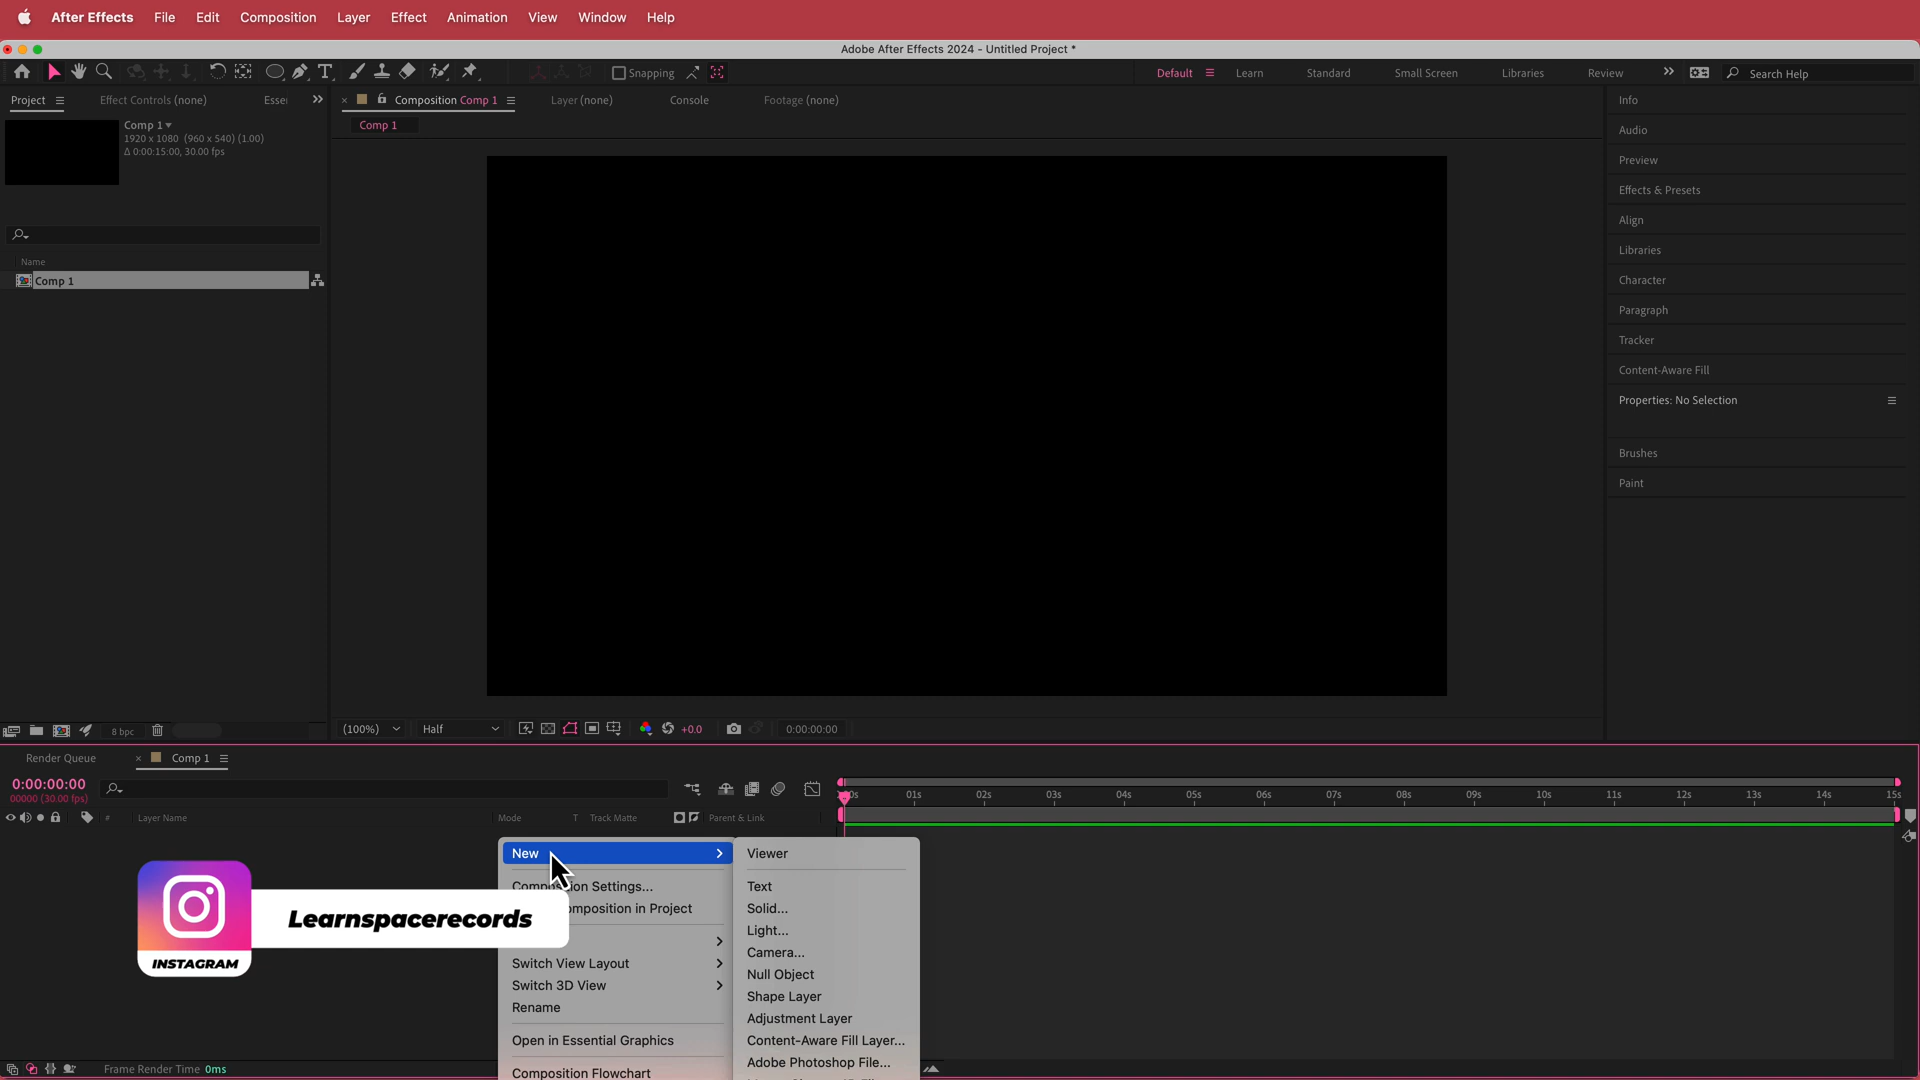 After Effects File Edit Composition Layer Effect Animation View Window Help
Adobe After Effects 2024 - Untitled Project *
Snapping Default Learn Standard Small Screen Libraries Review Search Help
Project Effect Controls (none) Composition Comp 1 Layer (none) Console Footage (none) Info
Comp 1
1920 x 1080 (960 x 540) (1.00)
Δ 0:00:15:00, 30.00 fps
Comp 1
Audio
Preview
Effects & Presets
Align
Libraries
Character
Paragraph
Tracker
Content-Aware Fill
Properties: No Selection
Brushes
Paint
Name
Comp 1
8 bpc
(100%) Half +0.0 0:00:00:00
Render Queue Comp 1
0:00:00:00
00000 (30.00 fps)
01s 02s 03s 04s 05s 06s 07s 08s 09s 10s 11s 12s 13s 14s 15s
# Layer Name Mode T Track Matte Parent & Link
New
Composition Settings...
omposition in Project
Switch View Layout
Switch 3D View
Rename
Open in Essential Graphics
Composition Flowchart
Viewer
Text
Solid...
Light...
Camera...
Null Object
Shape Layer
Adjustment Layer
Content-Aware Fill Layer...
Adobe Photoshop File...
Learnspacerecords
INSTAGRAM
Frame Render Time 0ms